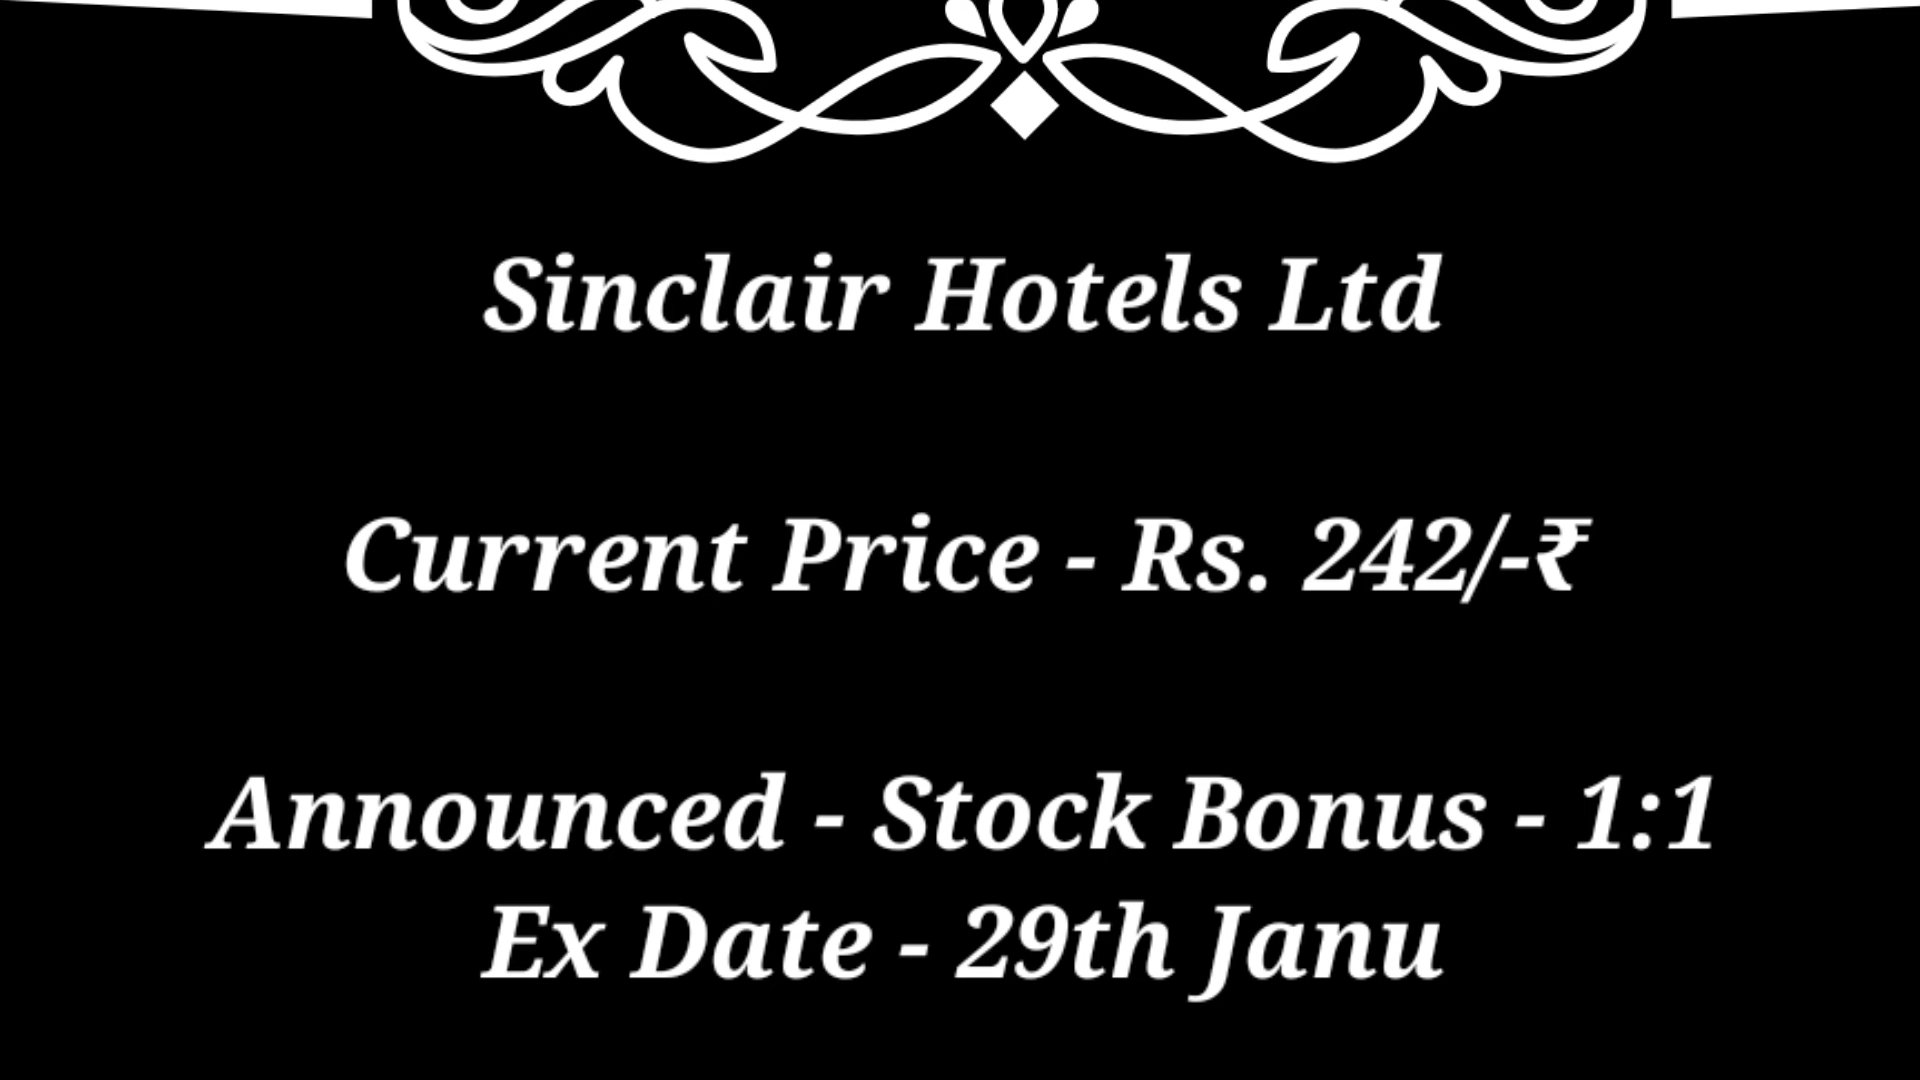 Sinclair Hotels Ltd
Current Price - Rs. 242/-₹
Announced - Stock Bonus - 1:1
Ex Date - 29th Janu